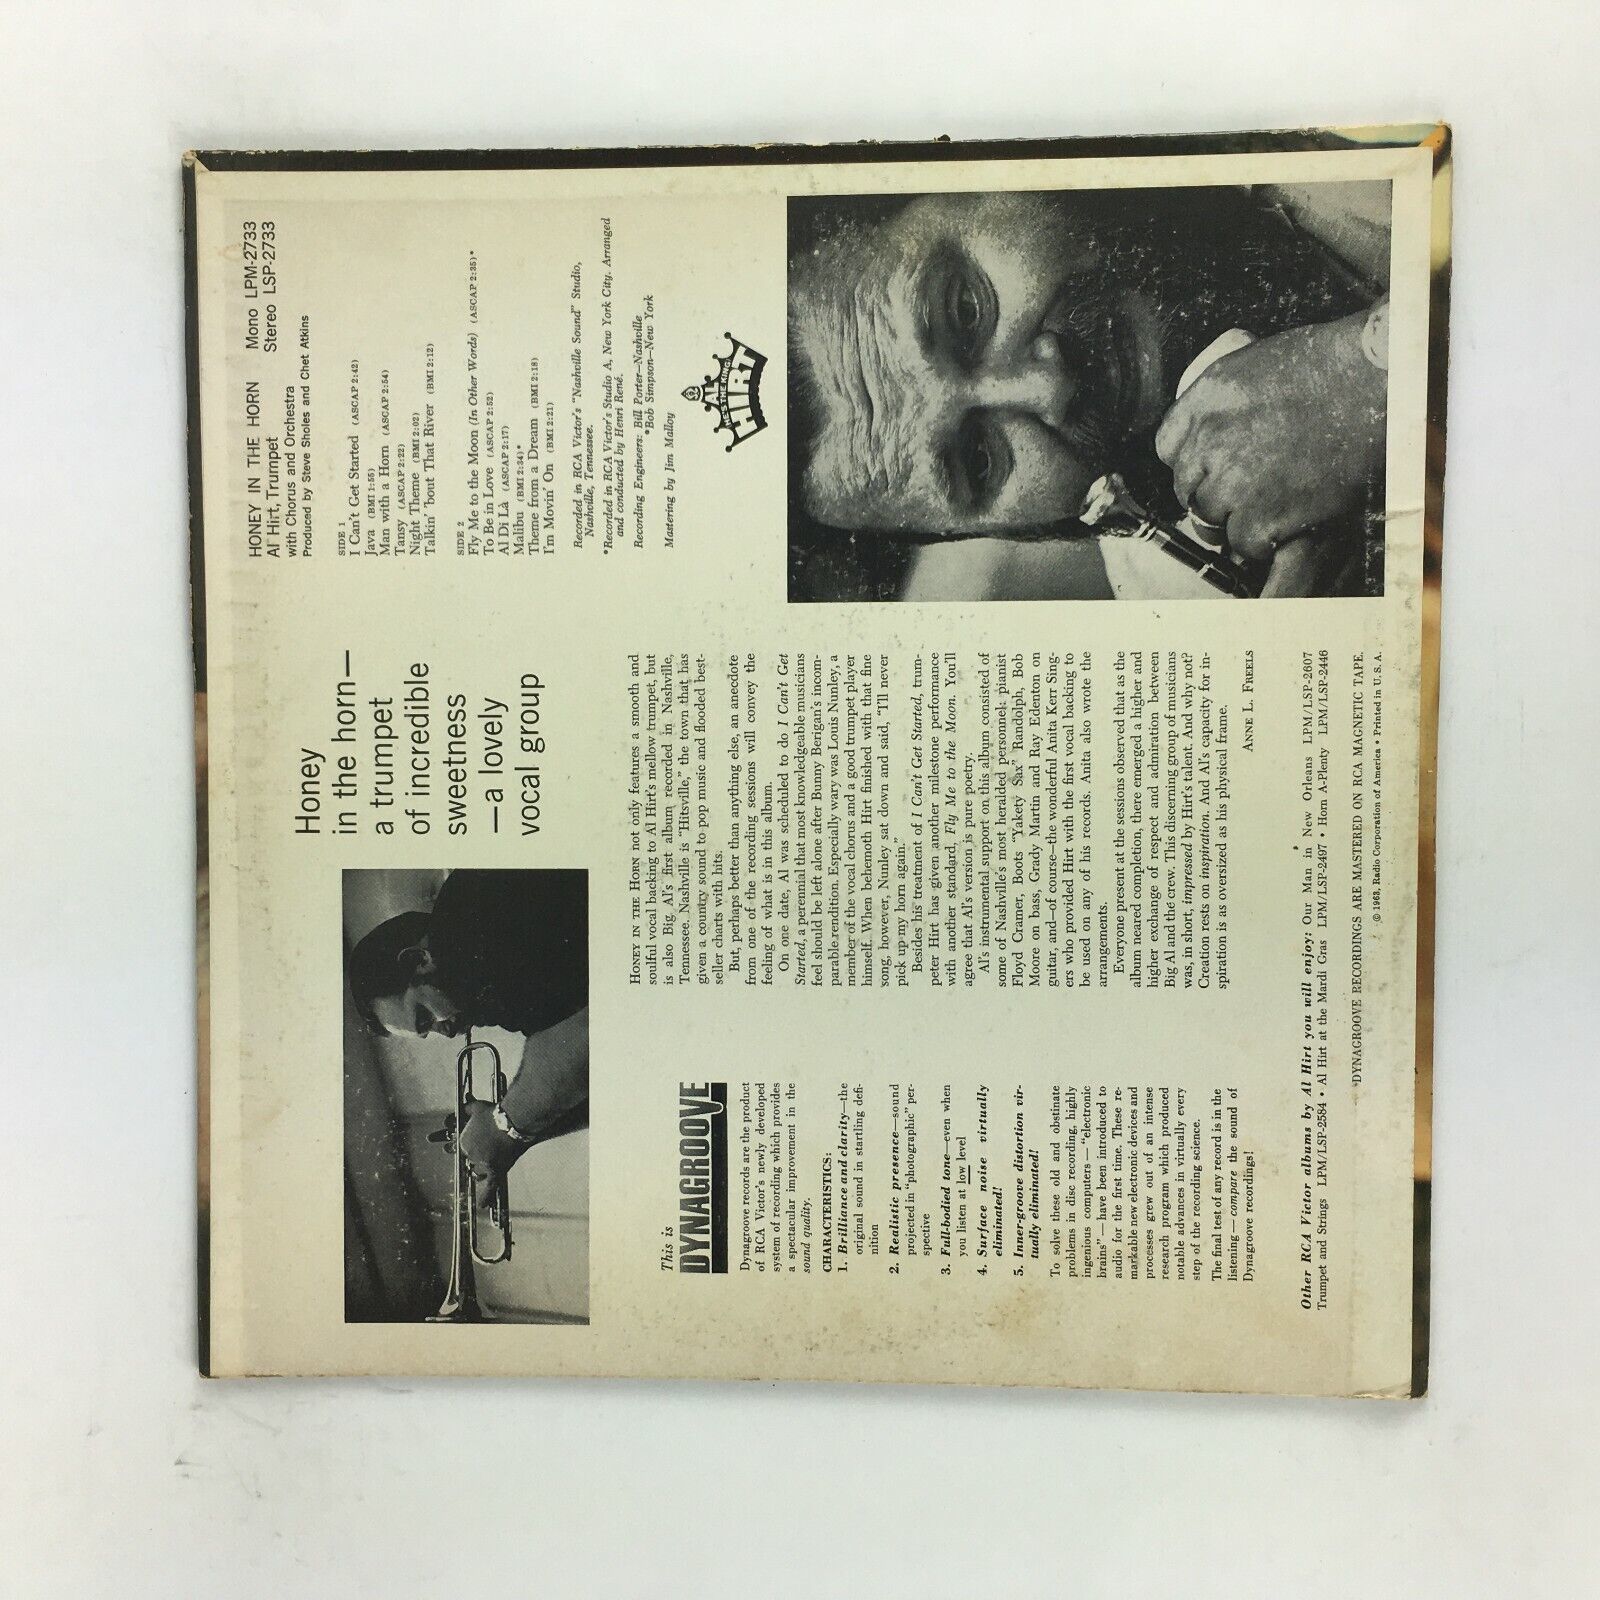 Honey
in the horn—
a trumpet
of incredible
sweetness
—a lovely
vocal group
HONEY IN THE HORN Mono LPM-2733
Al Hirt, Trumpet Stereo LSP-2733
with Chorus and Orchestra
Produced by Steve Sholes and Chet Atkins
SIDE 1
I Can't Get Started (ASCAP 2:42)
Java (BMI 1:55)
Man with a Horn (ASCAP 2:54)
Tansy (ASCAP 2:22)
Night Theme (BMI 2:02)
Talkin' 'bout That River (BMI 2:12)
SIDE 2
Fly Me to the Moon (In Other Words) (ASCAP 2:35)*
To Be in Love (ASCAP 2:52)
Al Di Là (ASCAP 2:17)
Malibu (BMI 2:34)*
Theme from a Dream (BMI 2:18)
I'm Movin' On (BMI 2:21)
Recorded in RCA Victor's "Nashville Sound" Studio,
Nashville, Tennessee.
*Recorded in RCA Victor's Studio A, New York City. Arranged
and conducted by Henri René.
Recording Engineers: Bill Porter—Nashville
*Bob Simpson—New York
Mastering by Jim Malloy
AL
HE'S THE KING
HIRT
This is
DYNAGROOVE
Dynagroove records are the product
of RCA Victor's newly developed
system of recording which provides
a spectacular improvement in the
sound quality.
CHARACTERISTICS:
1. Brilliance and clarity—the
original sound in startling defi-
nition
2. Realistic presence—sound
projected in "photographic" per-
spective
3. Full-bodied tone—even when
you listen at low level
4. Surface noise virtually
eliminated!
5. Inner-groove distortion vir-
tually eliminated!
To solve these old and obstinate
problems in disc recording, highly
ingenious computers—"electronic
brains"—have been introduced to
audio for the first time. These re-
markable new electronic devices and
processes grew out of an intense
research program which produced
notable advances in virtually every
step of the recording science.
The final test of any record is in the
listening—compare the sound of
Dynagroove recordings!
HONEY IN THE HORN not only features a smooth and
soulful vocal backing to Al Hirt's mellow trumpet, but
is also Big Al's first album recorded in Nashville,
Tennessee. Nashville is "Hitsville," the town that has
given a country sound to pop music and flooded best-
seller charts with hits.
But, perhaps better than anything else, an anecdote
from one of the recording sessions will convey the
feeling of what is in this album.
On one date, Al was scheduled to do I Can't Get
Started, a perennial that most knowledgeable musicians
feel should be left alone after Bunny Berigan's incom-
parable rendition. Especially wary was Louis Nunley, a
member of the vocal chorus and a good trumpet player
himself. When behemoth Hirt finished with that fine
song, however, Nunley sat down and said, "I'll never
pick up my horn again."
Besides his treatment of I Can't Get Started, trum-
peter Hirt has given another milestone performance
with another standard, Fly Me to the Moon. You'll
agree that Al's version is pure poetry.
Al's instrumental support on this album consisted of
some of Nashville's most heralded personnel: pianist
Floyd Cramer, Boots "Yakety Sax" Randolph, Bob
Moore on bass, Grady Martin and Ray Edenton on
guitar, and—of course—the wonderful Anita Kerr Sing-
ers who provided Hirt with the first vocal backing to
be used on any of his records. Anita also wrote the
arrangements.
Everyone present at the sessions observed that as the
album neared completion, there emerged a higher and
higher exchange of respect and admiration between
Big Al and the crew. This discerning group of musicians
was, in short, impressed by Hirt's talent. And why not?
Creation rests on inspiration. And Al's capacity for in-
spiration is as oversized as his physical frame.
ANNE L. FREELS
Other RCA Victor albums by Al Hirt you will enjoy: Our Man in New Orleans LPM/LSP-2607
Trumpet and Strings LPM/LSP-2584 • Al Hirt at the Mardi Gras LPM/LSP-2497 • Horn A-Plenty LPM/LSP-2446
DYNAGROOVE RECORDINGS ARE MASTERED ON RCA MAGNETIC TAPE.
© 1963, Radio Corporation of America • Printed in U.S.A.